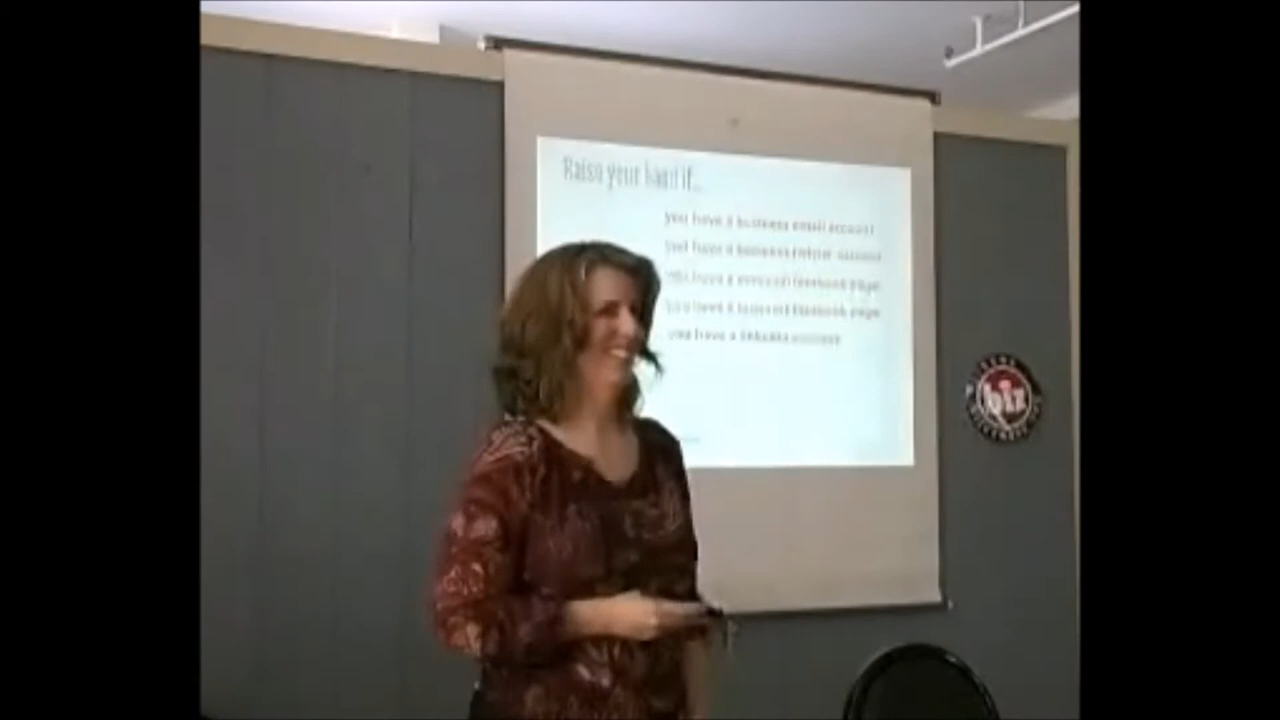 Raise your hand if...
you have a business email account
you have a business twitter account
you have a personal facebook page
you have a business facebook page
you have a linkedin account
biz